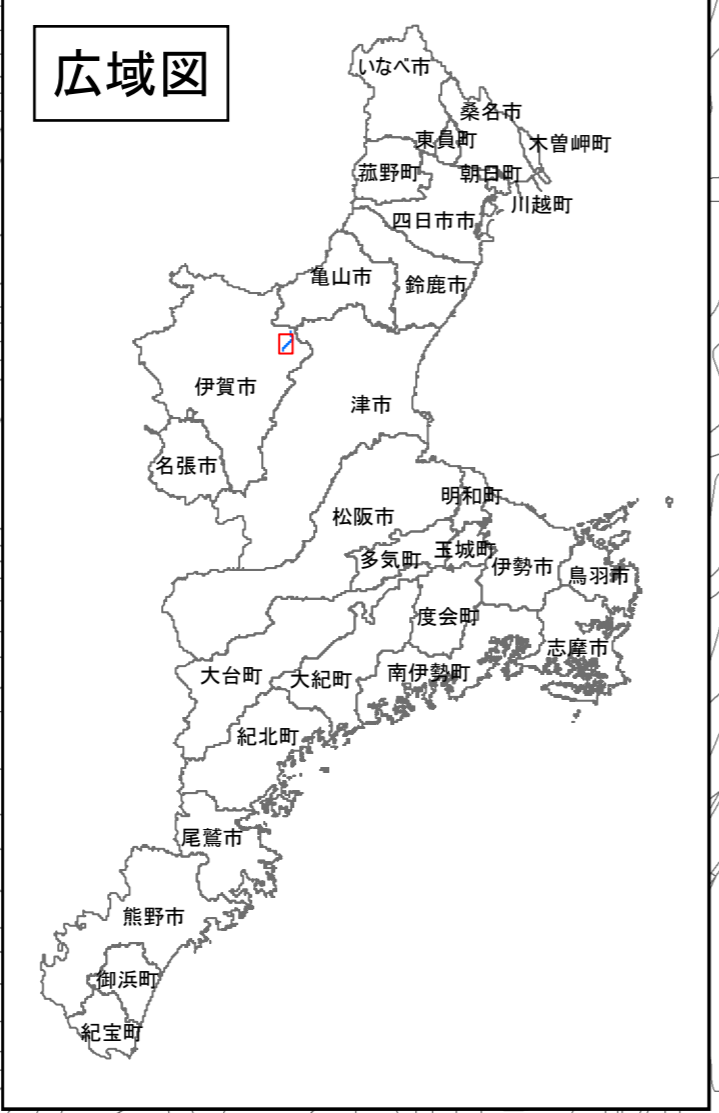 広域図
いなべ市
桑名市
東員町
木曽岬町
菰野町
朝日町
川越町
四日市市
亀山市
鈴鹿市
伊賀市
津市
名張市
明和町
松阪市
玉城町
多気町
伊勢市
鳥羽市
度会町
志摩市
大台町
大紀町
南伊勢町
紀北町
尾鷲市
熊野市
御浜町
紀宝町